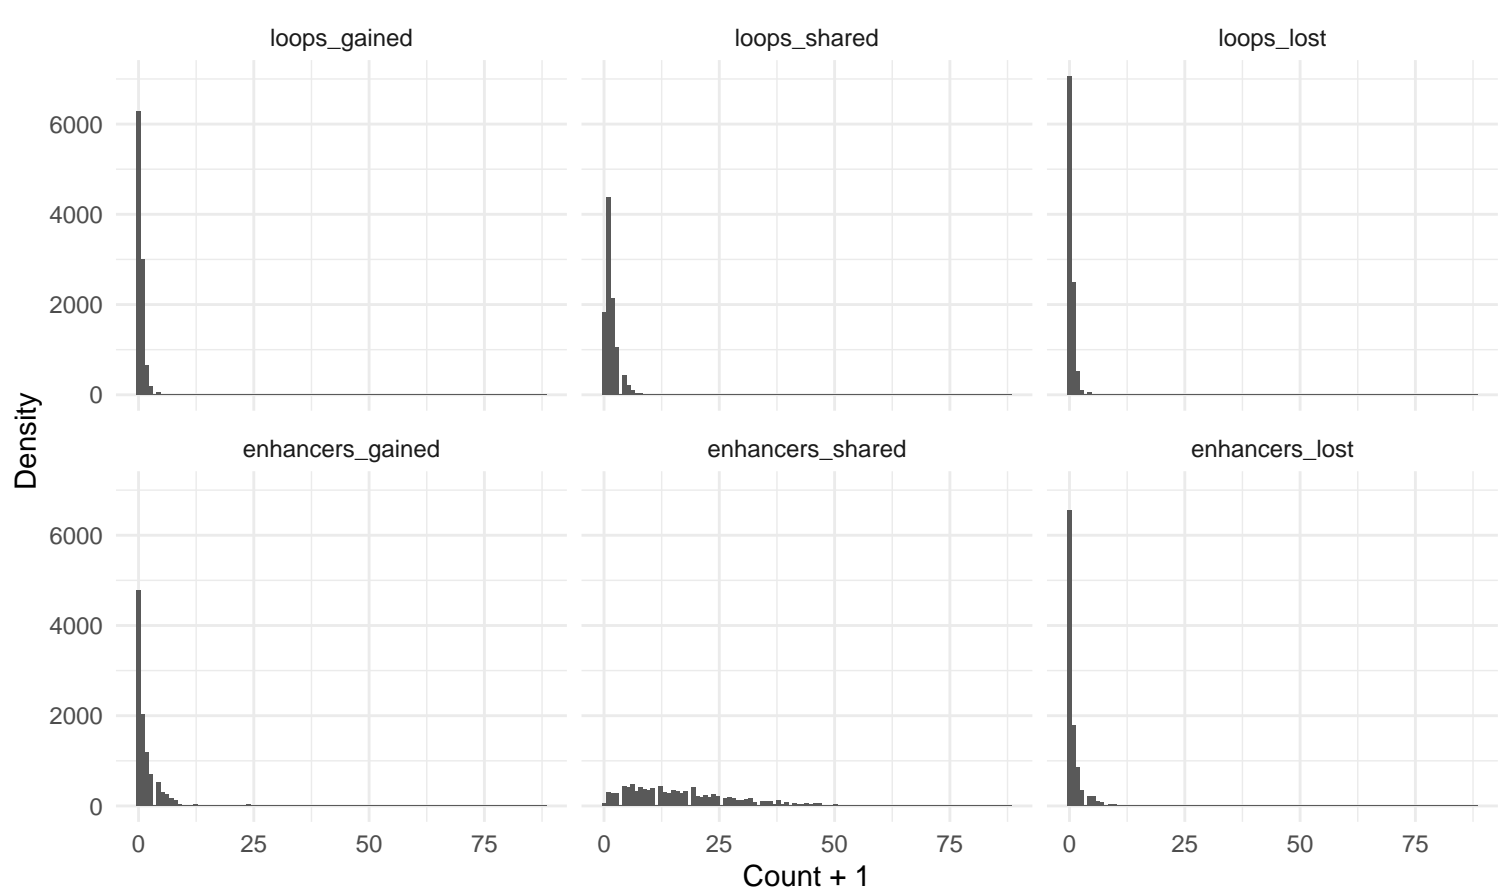 loops_gained loops_shared loops_lost
6000
4000
2000
0
Density
enhancers_gained enhancers_shared enhancers_lost
6000
4000
2000
0
0 25 50 75 0 25 50 75 0 25 50 75
Count + 1